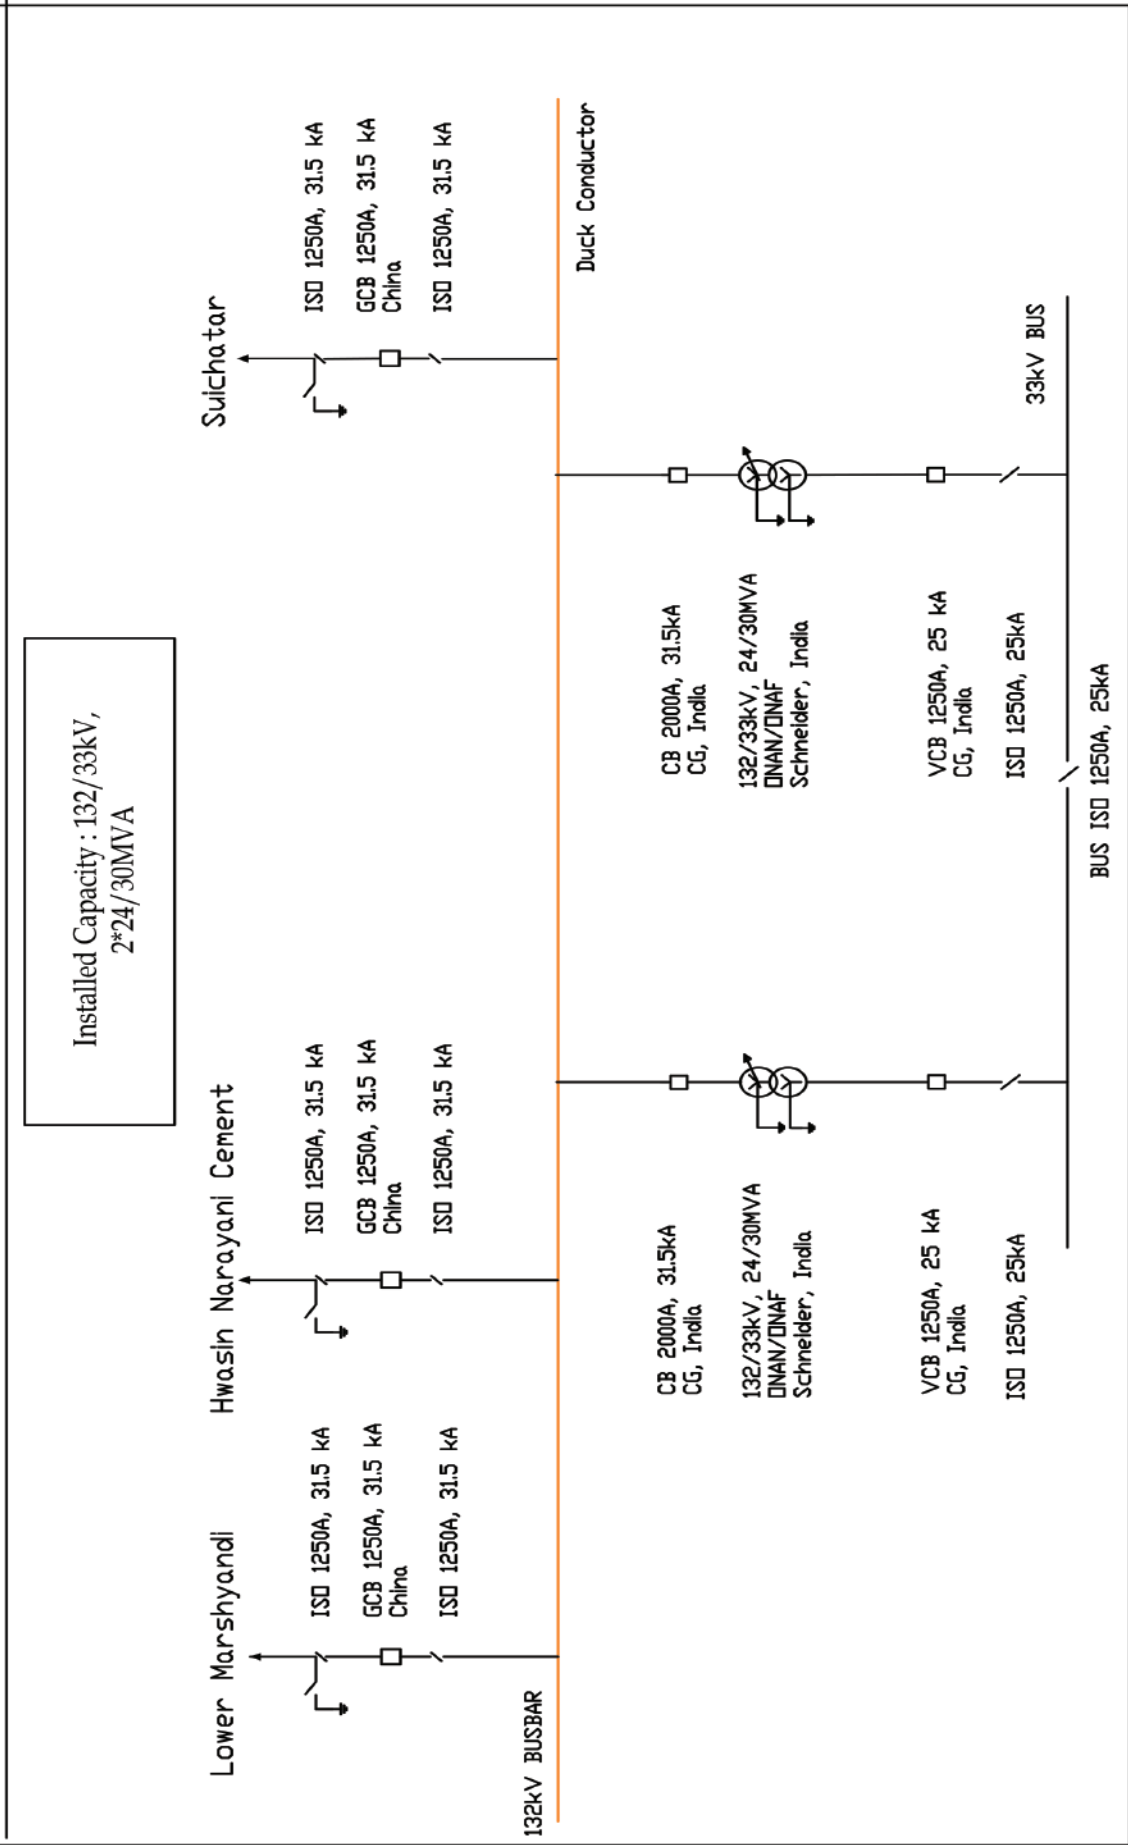 Installed Capacity : 132/33kV,
2*24/30MVA
Lower Marshyandi
ISO 1250A, 31.5 kA
GCB 1250A, 31.5 kA
China
ISO 1250A, 31.5 kA
Hwasin Narayani Cement
ISO 1250A, 31.5 kA
GCB 1250A, 31.5 kA
China
ISO 1250A, 31.5 kA
Suichatar
ISO 1250A, 31.5 kA
GCB 1250A, 31.5 kA
China
ISO 1250A, 31.5 kA
132kV BUSBAR
Duck Conductor
CB 2000A, 31.5kA
CG, India
132/33kV, 24/30MVA
ONAN/ONAF
Schneider, India
VCB 1250A, 25 kA
CG, India
ISO 1250A, 25kA
CB 2000A, 31.5kA
CG, India
132/33kV, 24/30MVA
ONAN/ONAF
Schneider, India
VCB 1250A, 25 kA
CG, India
ISO 1250A, 25kA
33kV BUS
BUS ISO 1250A, 25kA